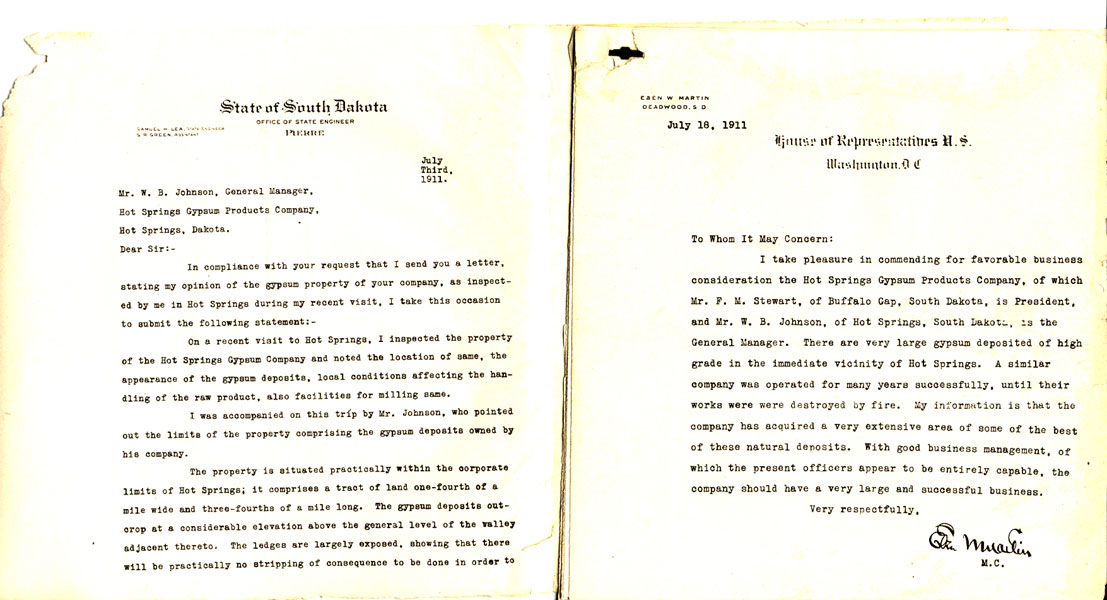 State of South Dakota
OFFICE OF STATE ENGINEER
SAMUEL H. LEA, STATE ENGINEER
S. R. GREEN, ASSISTANT
PIERRE
July
Third,
1911.
Mr. W. B. Johnson, General Manager,
Hot Springs Gypsum Products Company,
Hot Springs, Dakota.
Dear Sir:-
In compliance with your request that I send you a letter,
stating my opinion of the gypsum property of your company, as inspect-
ed by me in Hot Springs during my recent visit, I take this occasion
to submit the following statement:-
On a recent visit to Hot Springs, I inspected the property
of the Hot Springs Gypsum Company and noted the location of same, the
appearance of the gypsum deposits, local conditions affecting the han-
dling of the raw product, also facilities for milling same.
I was accompanied on this trip by Mr. Johnson, who pointed
out the limits of the property comprising the gypsum deposits owned by
his company.
The property is situated practically within the corporate
limits of Hot Springs; it comprises a tract of land one-fourth of a
mile wide and three-fourths of a mile long. The gypsum deposits out-
crop at a considerable elevation above the general level of the valley
adjacent thereto. The ledges are largely exposed, showing that there
will be practically no stripping of consequence to be done in order to
EBEN W MARTIN
DEADWOOD, S D
July 18, 1911
House of Representatives U.S.
Washington, D C
To Whom It May Concern:
I take pleasure in commending for favorable business
consideration the Hot Springs Gypsum Products Company, of which
Mr. F. M. Stewart, of Buffalo Gap, South Dakota, is President,
and Mr. W. B. Johnson, of Hot Springs, South Dakota, is the
General Manager. There are very large gypsum deposited of high
grade in the immediate vicinity of Hot Springs. A similar
company was operated for many years successfully, until their
works were were destroyed by fire. My information is that the
company has acquired a very extensive area of some of the best
of these natural deposits. With good business management, of
which the present officers appear to be entirely capable, the
company should have a very large and successful business.
Very respectfully,
M.C.